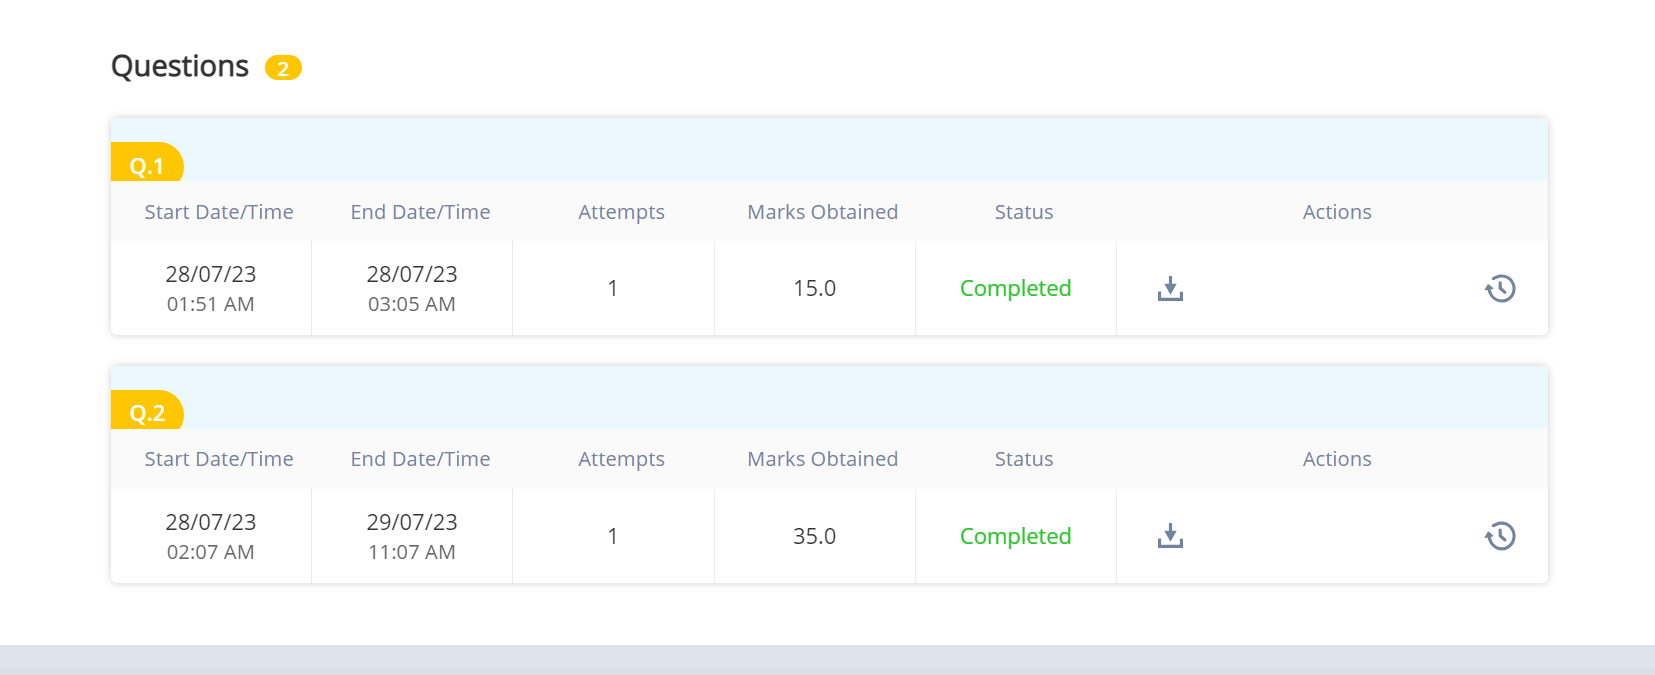 Questions 2
Q.1
Start Date/Time End Date/Time Attempts Marks Obtained Status Actions
28/07/23 28/07/23 1 15.0 Completed
01:51 AM 03:05 AM
Q.2
Start Date/Time End Date/Time Attempts Marks Obtained Status Actions
28/07/23 29/07/23 1 35.0 Completed
02:07 AM 11:07 AM